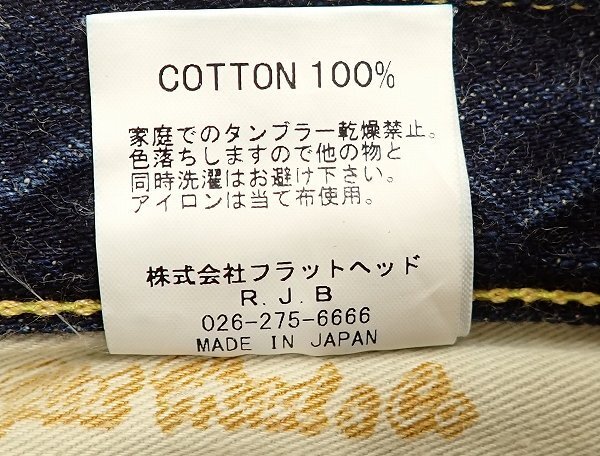 COTTON 100%
家庭でのタンブラー乾燥禁止。
色落ちしますので他の物と
同時洗濯はお避け下さい。
アイロンは当て布使用。
株式会社フラットヘッド
R.J.B
026-275-6666
MADE IN JAPAN